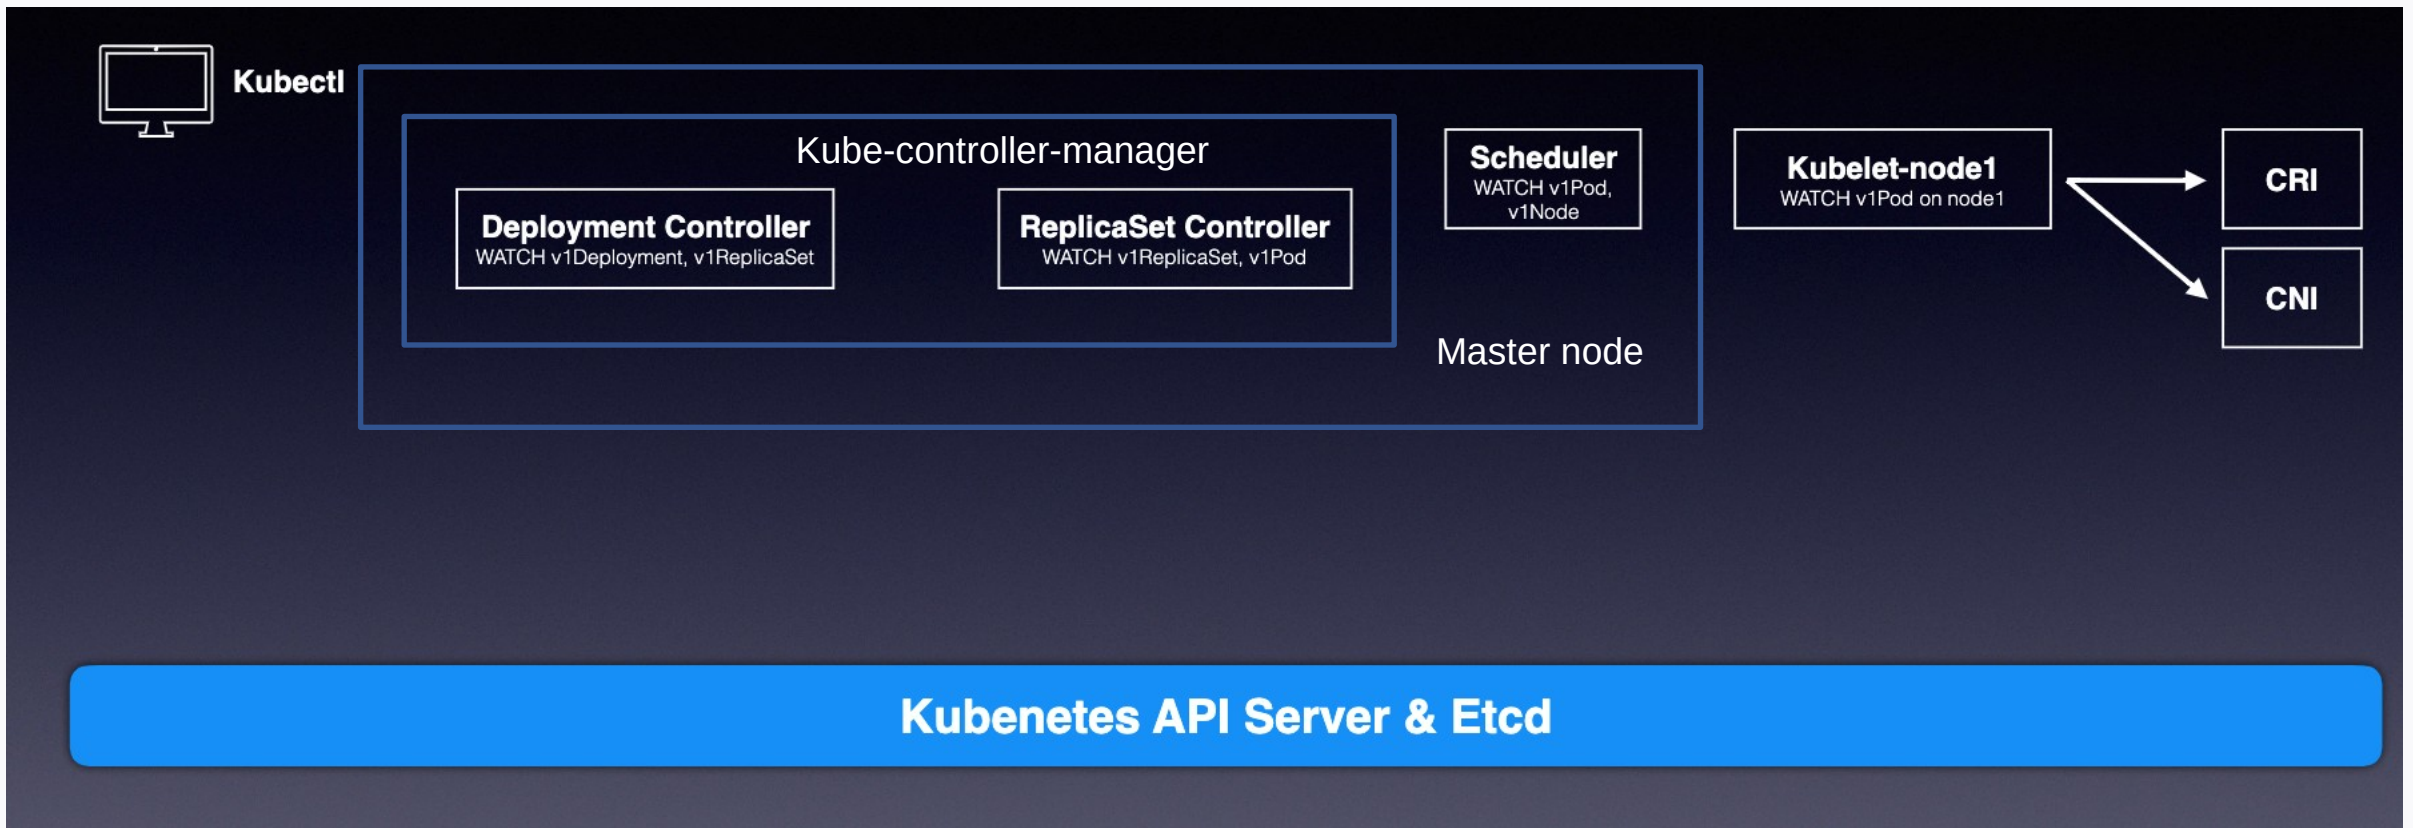 Kubectl
Kube-controller-manager
Deployment Controller
WATCH v1Deployment, v1ReplicaSet
ReplicaSet Controller
WATCH v1ReplicaSet, v1Pod
Scheduler
WATCH v1Pod,
v1Node
Master node
Kubelet-node1
WATCH v1Pod on node1
CRI
CNI
Kubenetes API Server & Etcd